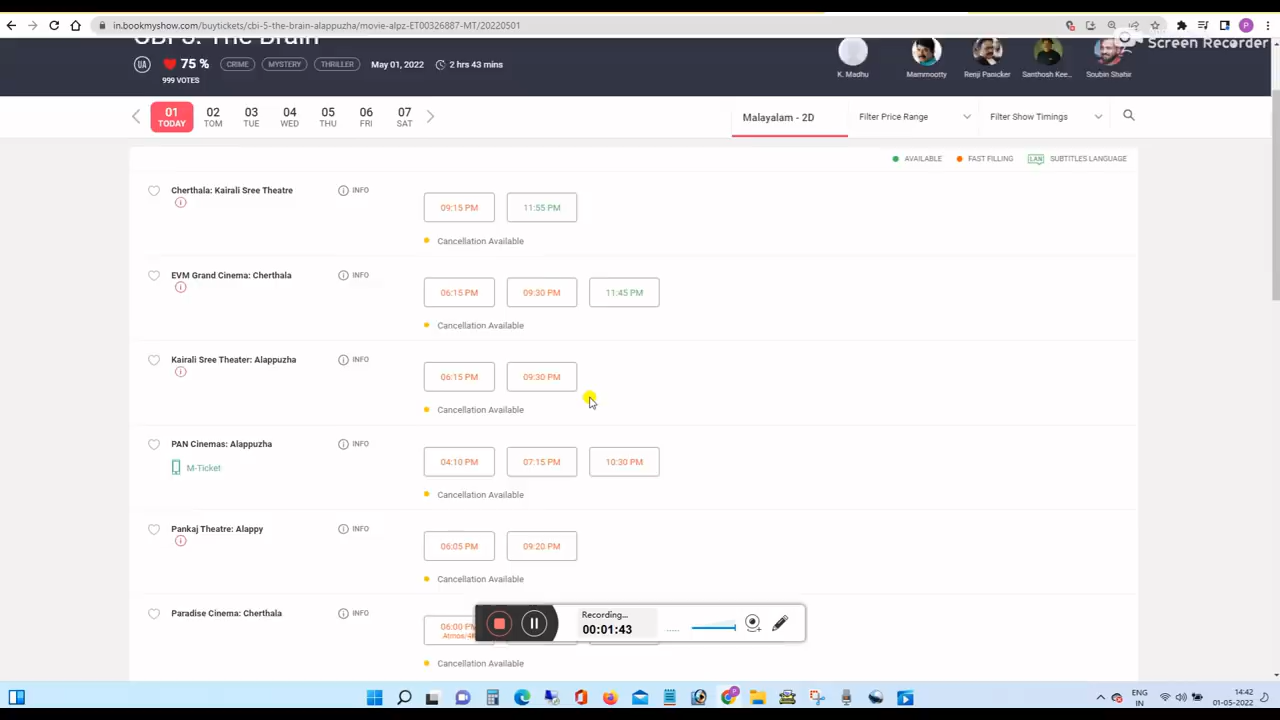 in.bookmyshow.com/buytickets/cbi-5-the-brain-alappuzha/movie-alpz-ET00326887-MT/20220501
CBI 5: The Brain
Screen Recorder
UA 75 % CRIME MYSTERY THRILLER May 01, 2022 2 hrs 43 mins
999 VOTES
K. Madhu Mammootty Renji Panicker Santhosh Kee... Soubin Shahir
01 TODAY
02 TOM
03 TUE
04 WED
05 THU
06 FRI
07 SAT
Malayalam - 2D Filter Price Range Filter Show Timings
AVAILABLE FAST FILLING LAN SUBTITLES LANGUAGE
Cherthala: Kairali Sree Theatre INFO 09:15 PM 11:55 PM
Cancellation Available
EVM Grand Cinema: Cherthala INFO 06:15 PM 09:30 PM 11:45 PM
Cancellation Available
Kairali Sree Theater: Alappuzha INFO 06:15 PM 09:30 PM
Cancellation Available
PAN Cinemas: Alappuzha INFO 04:10 PM 07:15 PM 10:30 PM
M-Ticket
Cancellation Available
Pankaj Theatre: Alappy INFO 06:05 PM 09:20 PM
Cancellation Available
Paradise Cinema: Cherthala INFO 06:00 PM
Atmos/4K
Cancellation Available
Recording...
00:01:43
ENG
IN
14:42
01-05-2022